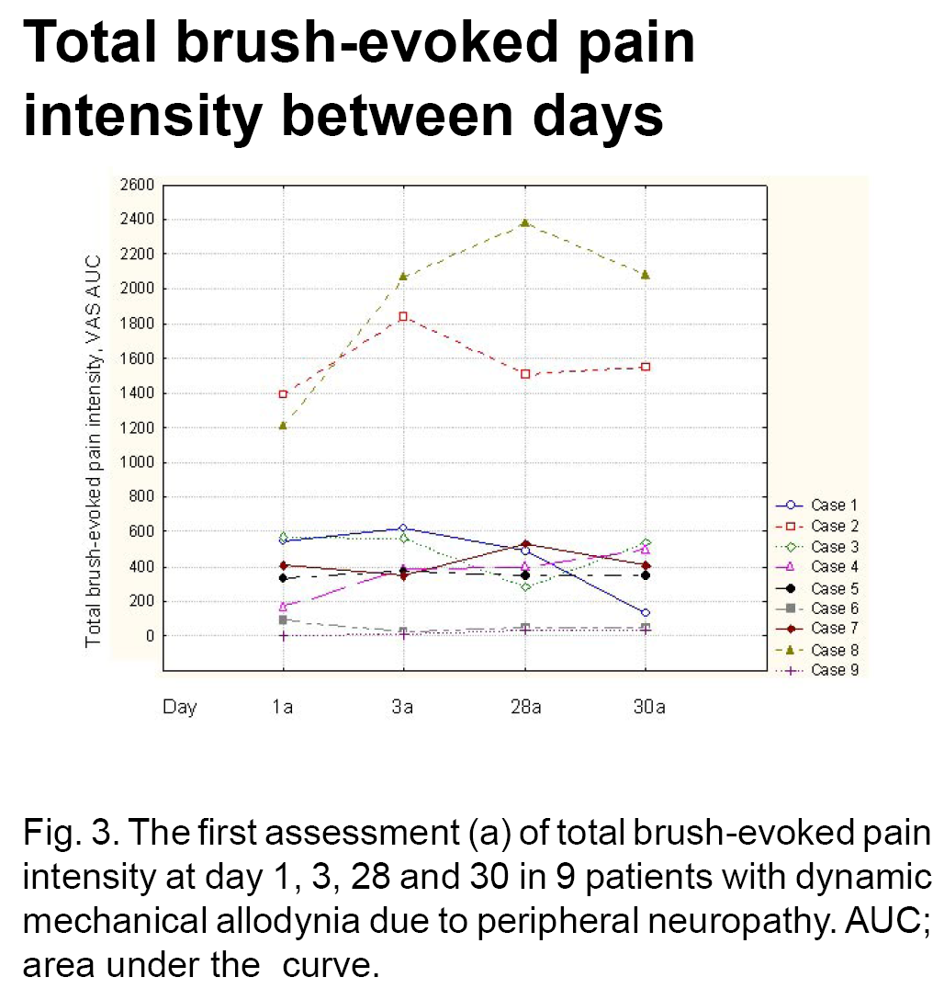 Total brush-evoked pain
intensity between days
Total brush-evoked pain intensity, VAS AUC
2600
2400
2200
2000
1800
1600
1400
1200
1000
800
600
400
200
0
Case 1
Case 2
Case 3
Case 4
Case 5
Case 6
Case 7
Case 8
Case 9
Day 1a 3a 28a 30a
Fig. 3. The first assessment (a) of total brush-evoked pain
intensity at day 1, 3, 28 and 30 in 9 patients with dynamic
mechanical allodynia due to peripheral neuropathy. AUC;
area under the curve.